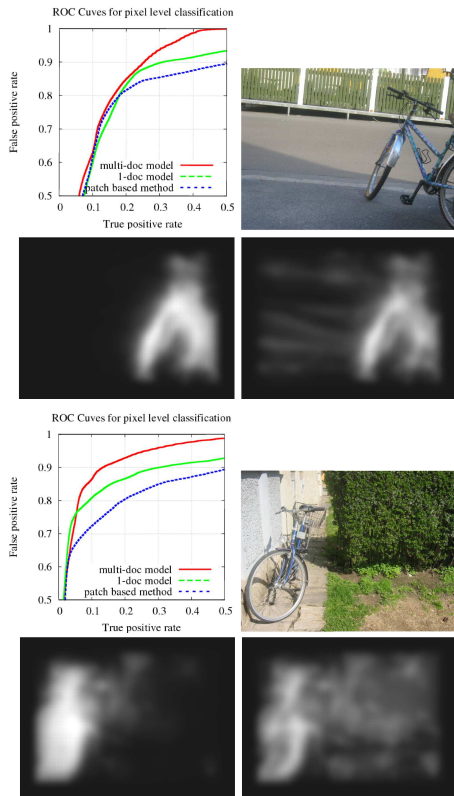 ROC Cuves for pixel level classification
1
0.9
0.8
0.7
0.6
0.5
False positive rate
multi-doc model
1-doc model
patch based method
0 0.1 0.2 0.3 0.4 0.5
True positive rate
ROC Cuves for pixel level classification
1
0.9
0.8
0.7
0.6
0.5
False positive rate
multi-doc model
1-doc model
patch based method
0 0.1 0.2 0.3 0.4 0.5
True positive rate